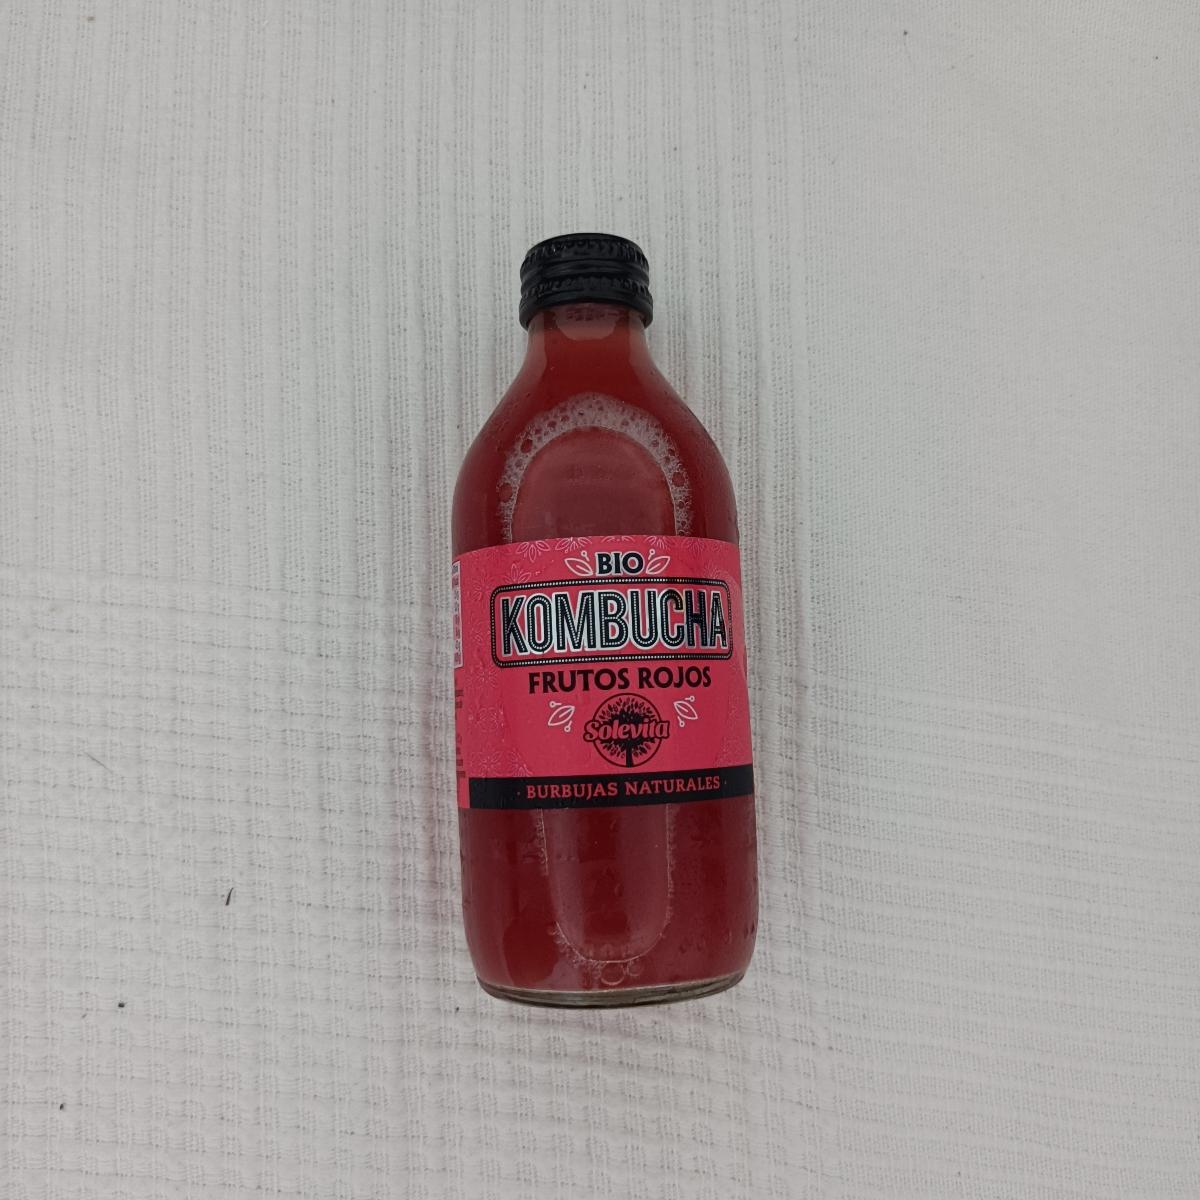 BIO
KOMBUCHA
FRUTOS ROJOS
Solevita
· BURBUJAS NATURALES ·